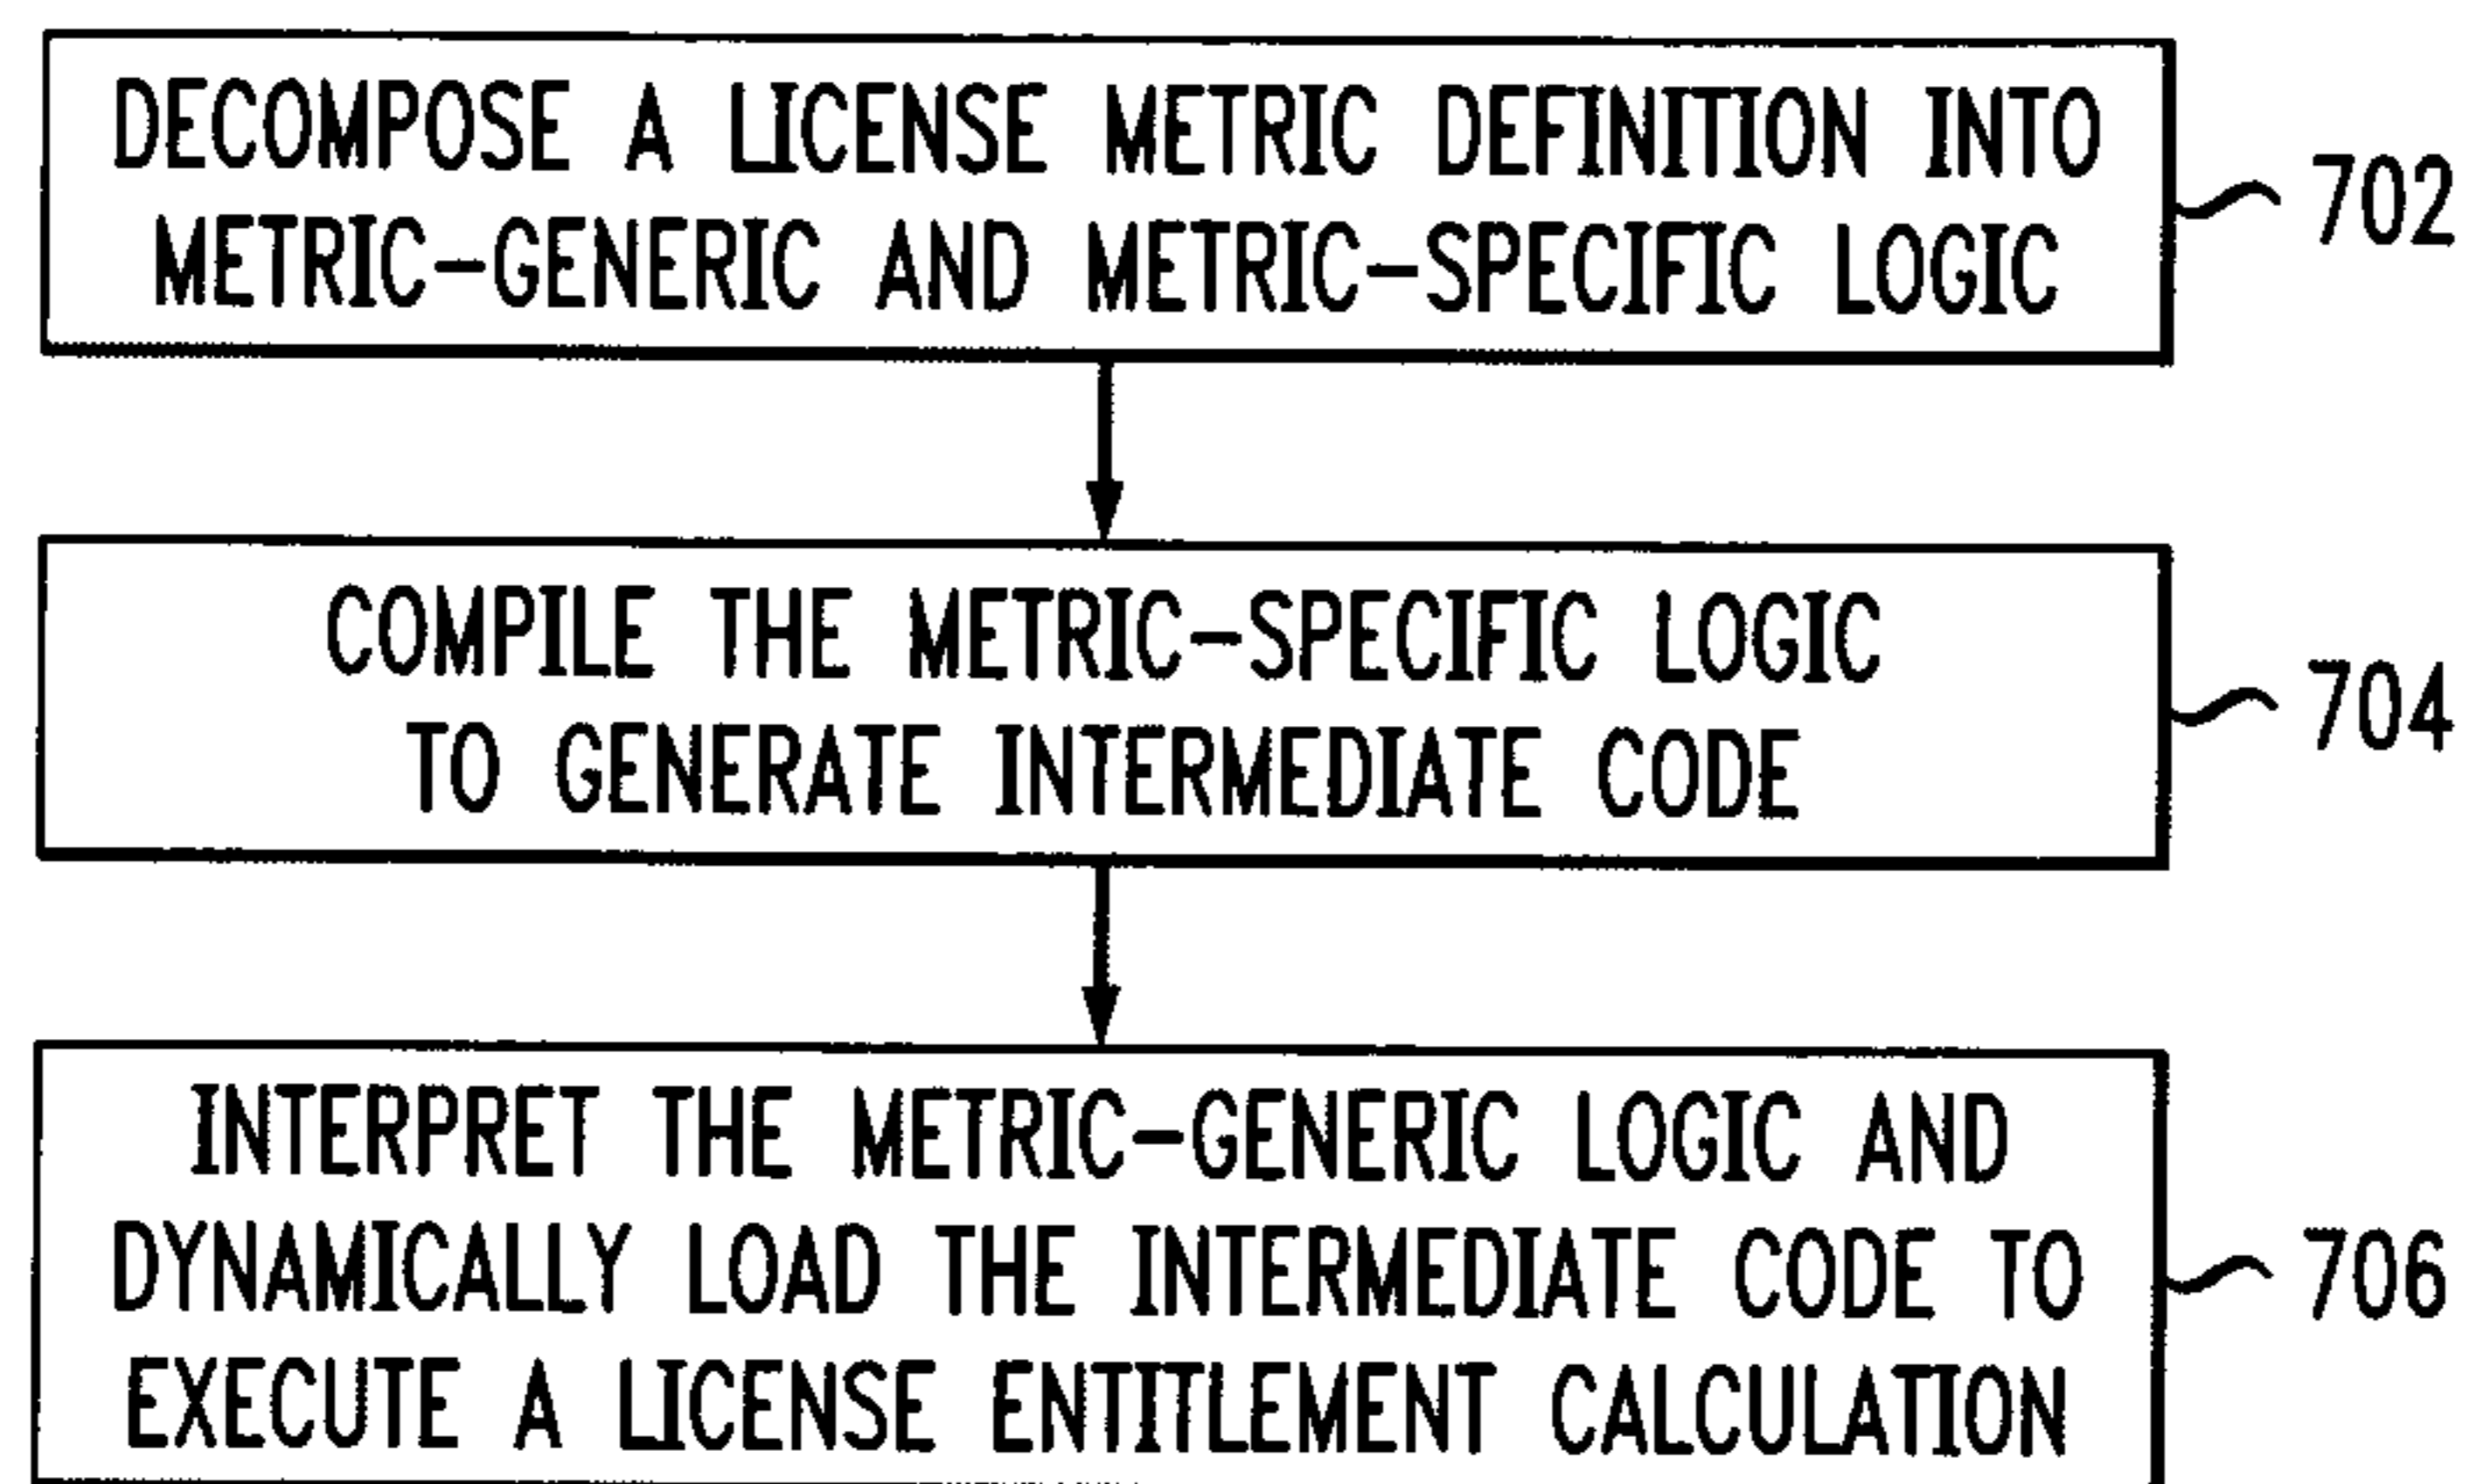 DECOMPOSE A LICENSE METRIC DEFINITION INTO
METRIC-GENERIC AND METRIC-SPECIFIC LOGIC
702
COMPILE THE METRIC-SPECIFIC LOGIC
TO GENERATE INTERMEDIATE CODE
704
INTERPRET THE METRIC-GENERIC LOGIC AND
DYNAMICALLY LOAD THE INTERMEDIATE CODE TO
EXECUTE A LICENSE ENTITLEMENT CALCULATION
706